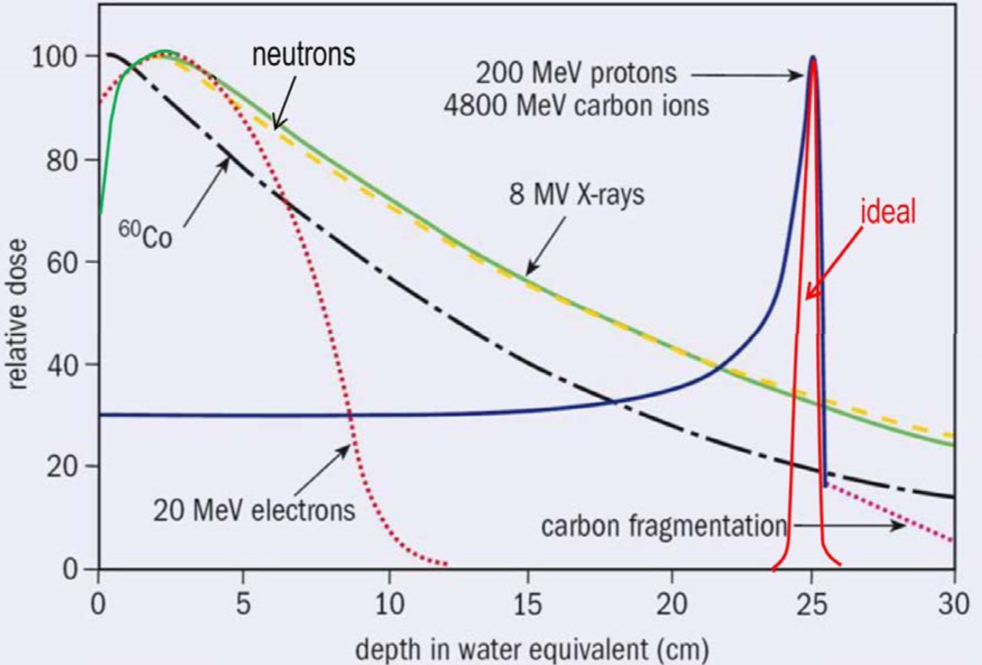 100
80
60
40
20
0
relative dose
neutrons
200 MeV protons
4800 MeV carbon ions
8 MV X-rays
ideal
⁶⁰Co
20 MeV electrons
carbon fragmentation
0 5 10 15 20 25 30
depth in water equivalent (cm)